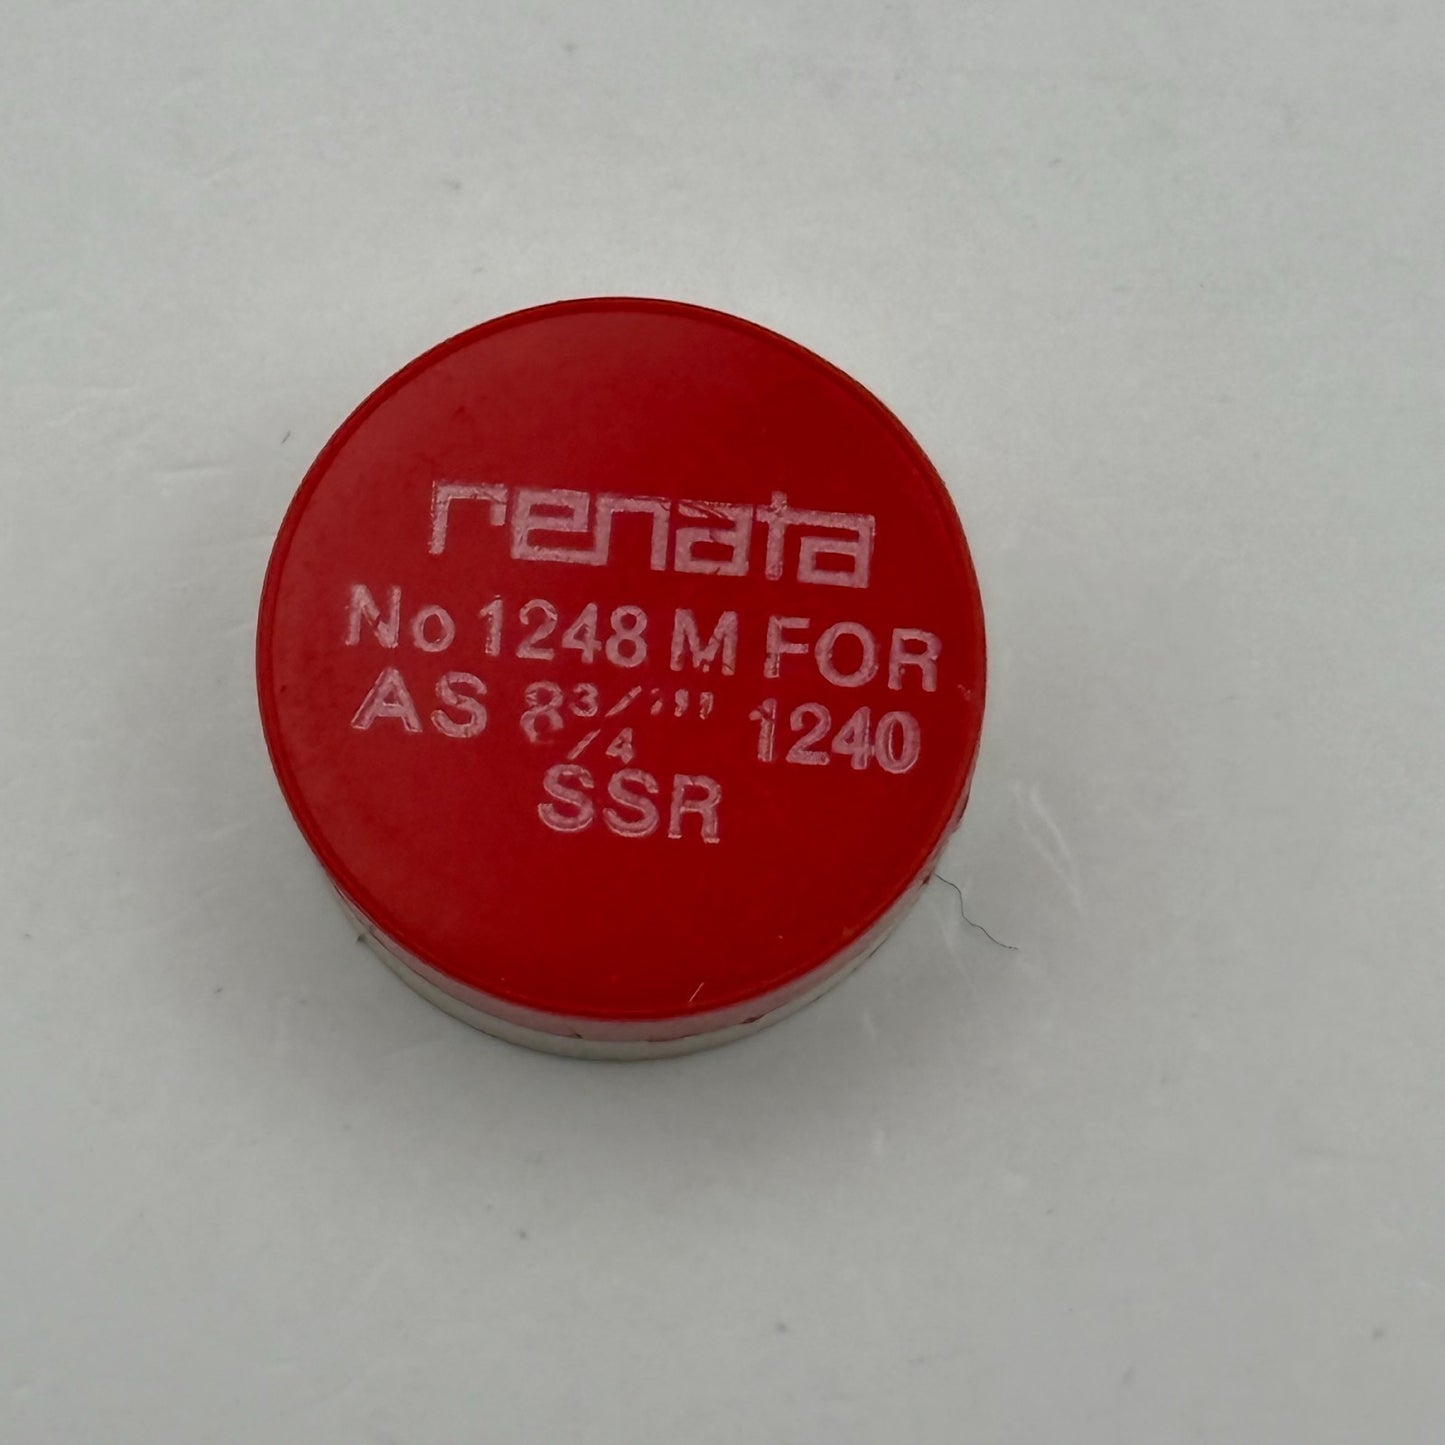 renata
No 1248 M FOR
AS 8 3/4''' 1240
SSR